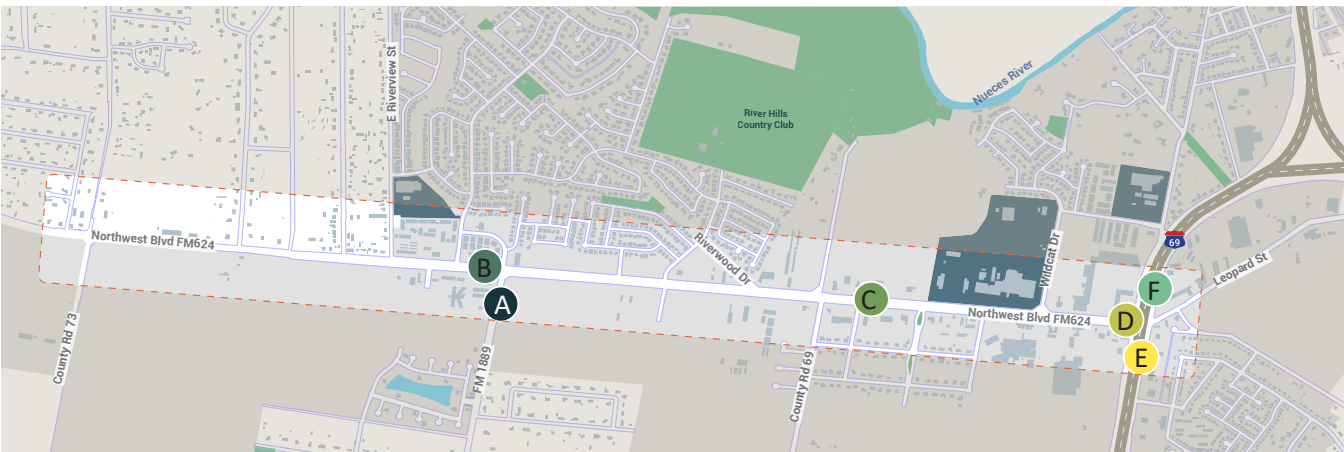 E Riverview St
River Hills
Country Club
Nueces River
Northwest Blvd FM624
Riverwood Dr
Wildcat Dr
69
Leopard St
B
A
C
F
D
E
Northwest Blvd FM624
County Rd 73
FM 1889
County Rd 69